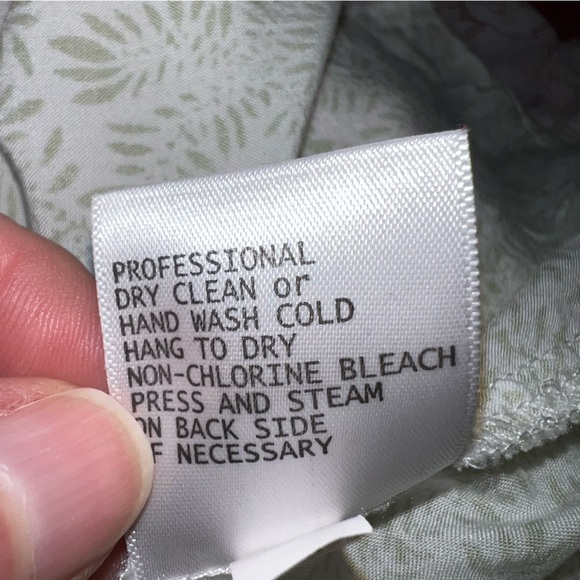 PROFESSIONAL
DRY CLEAN or
HAND WASH COLD
HANG TO DRY
NON-CHLORINE BLEACH
PRESS AND STEAM
ON BACK SIDE
IF NECESSARY